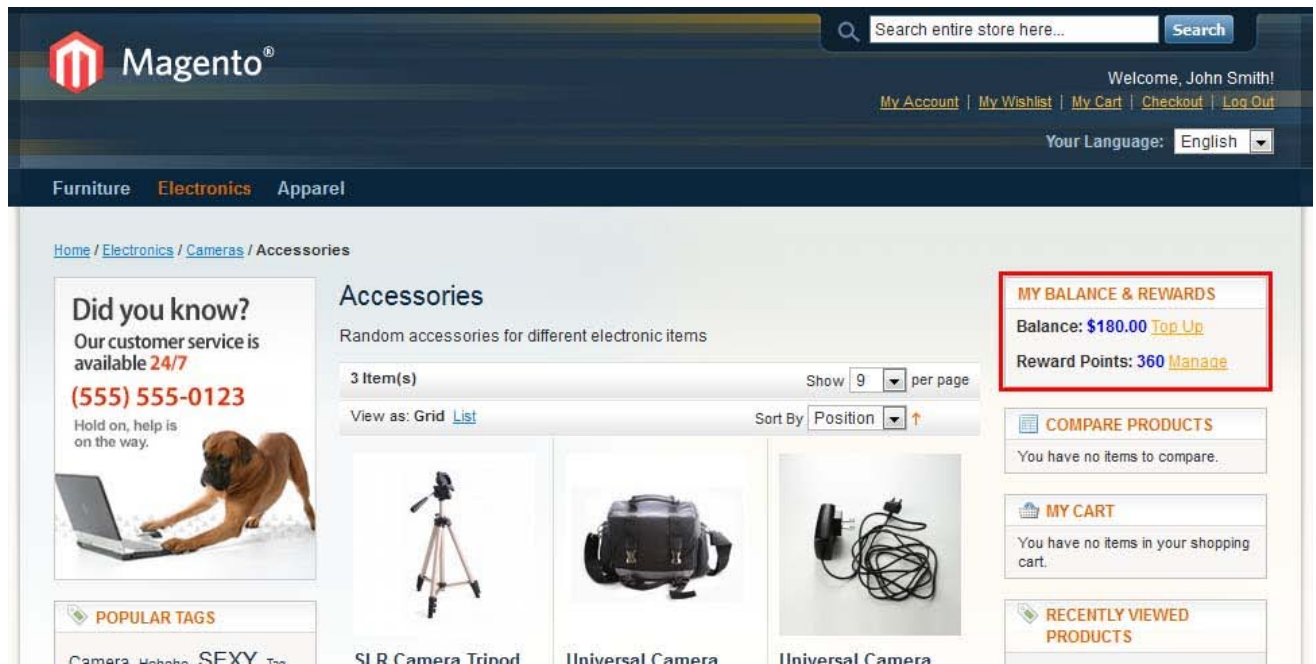 Magento®
Search entire store here...
Search
Welcome, John Smith!
My Account | My Wishlist | My Cart | Checkout | Log Out
Your Language: English
Furniture Electronics Apparel
Home / Electronics / Cameras / Accessories
Did you know?
Our customer service is
available 24/7
(555) 555-0123
Hold on, help is
on the way.
POPULAR TAGS
Camera Hohoho SEXY Tag
Accessories
Random accessories for different electronic items
3 Item(s)
Show 9 per page
View as: Grid List
Sort By Position
SLR Camera Tripod
Universal Camera
Universal Camera
MY BALANCE & REWARDS
Balance: $180.00 Top Up
Reward Points: 360 Manage
COMPARE PRODUCTS
You have no items to compare.
MY CART
You have no items in your shopping
cart.
RECENTLY VIEWED
PRODUCTS